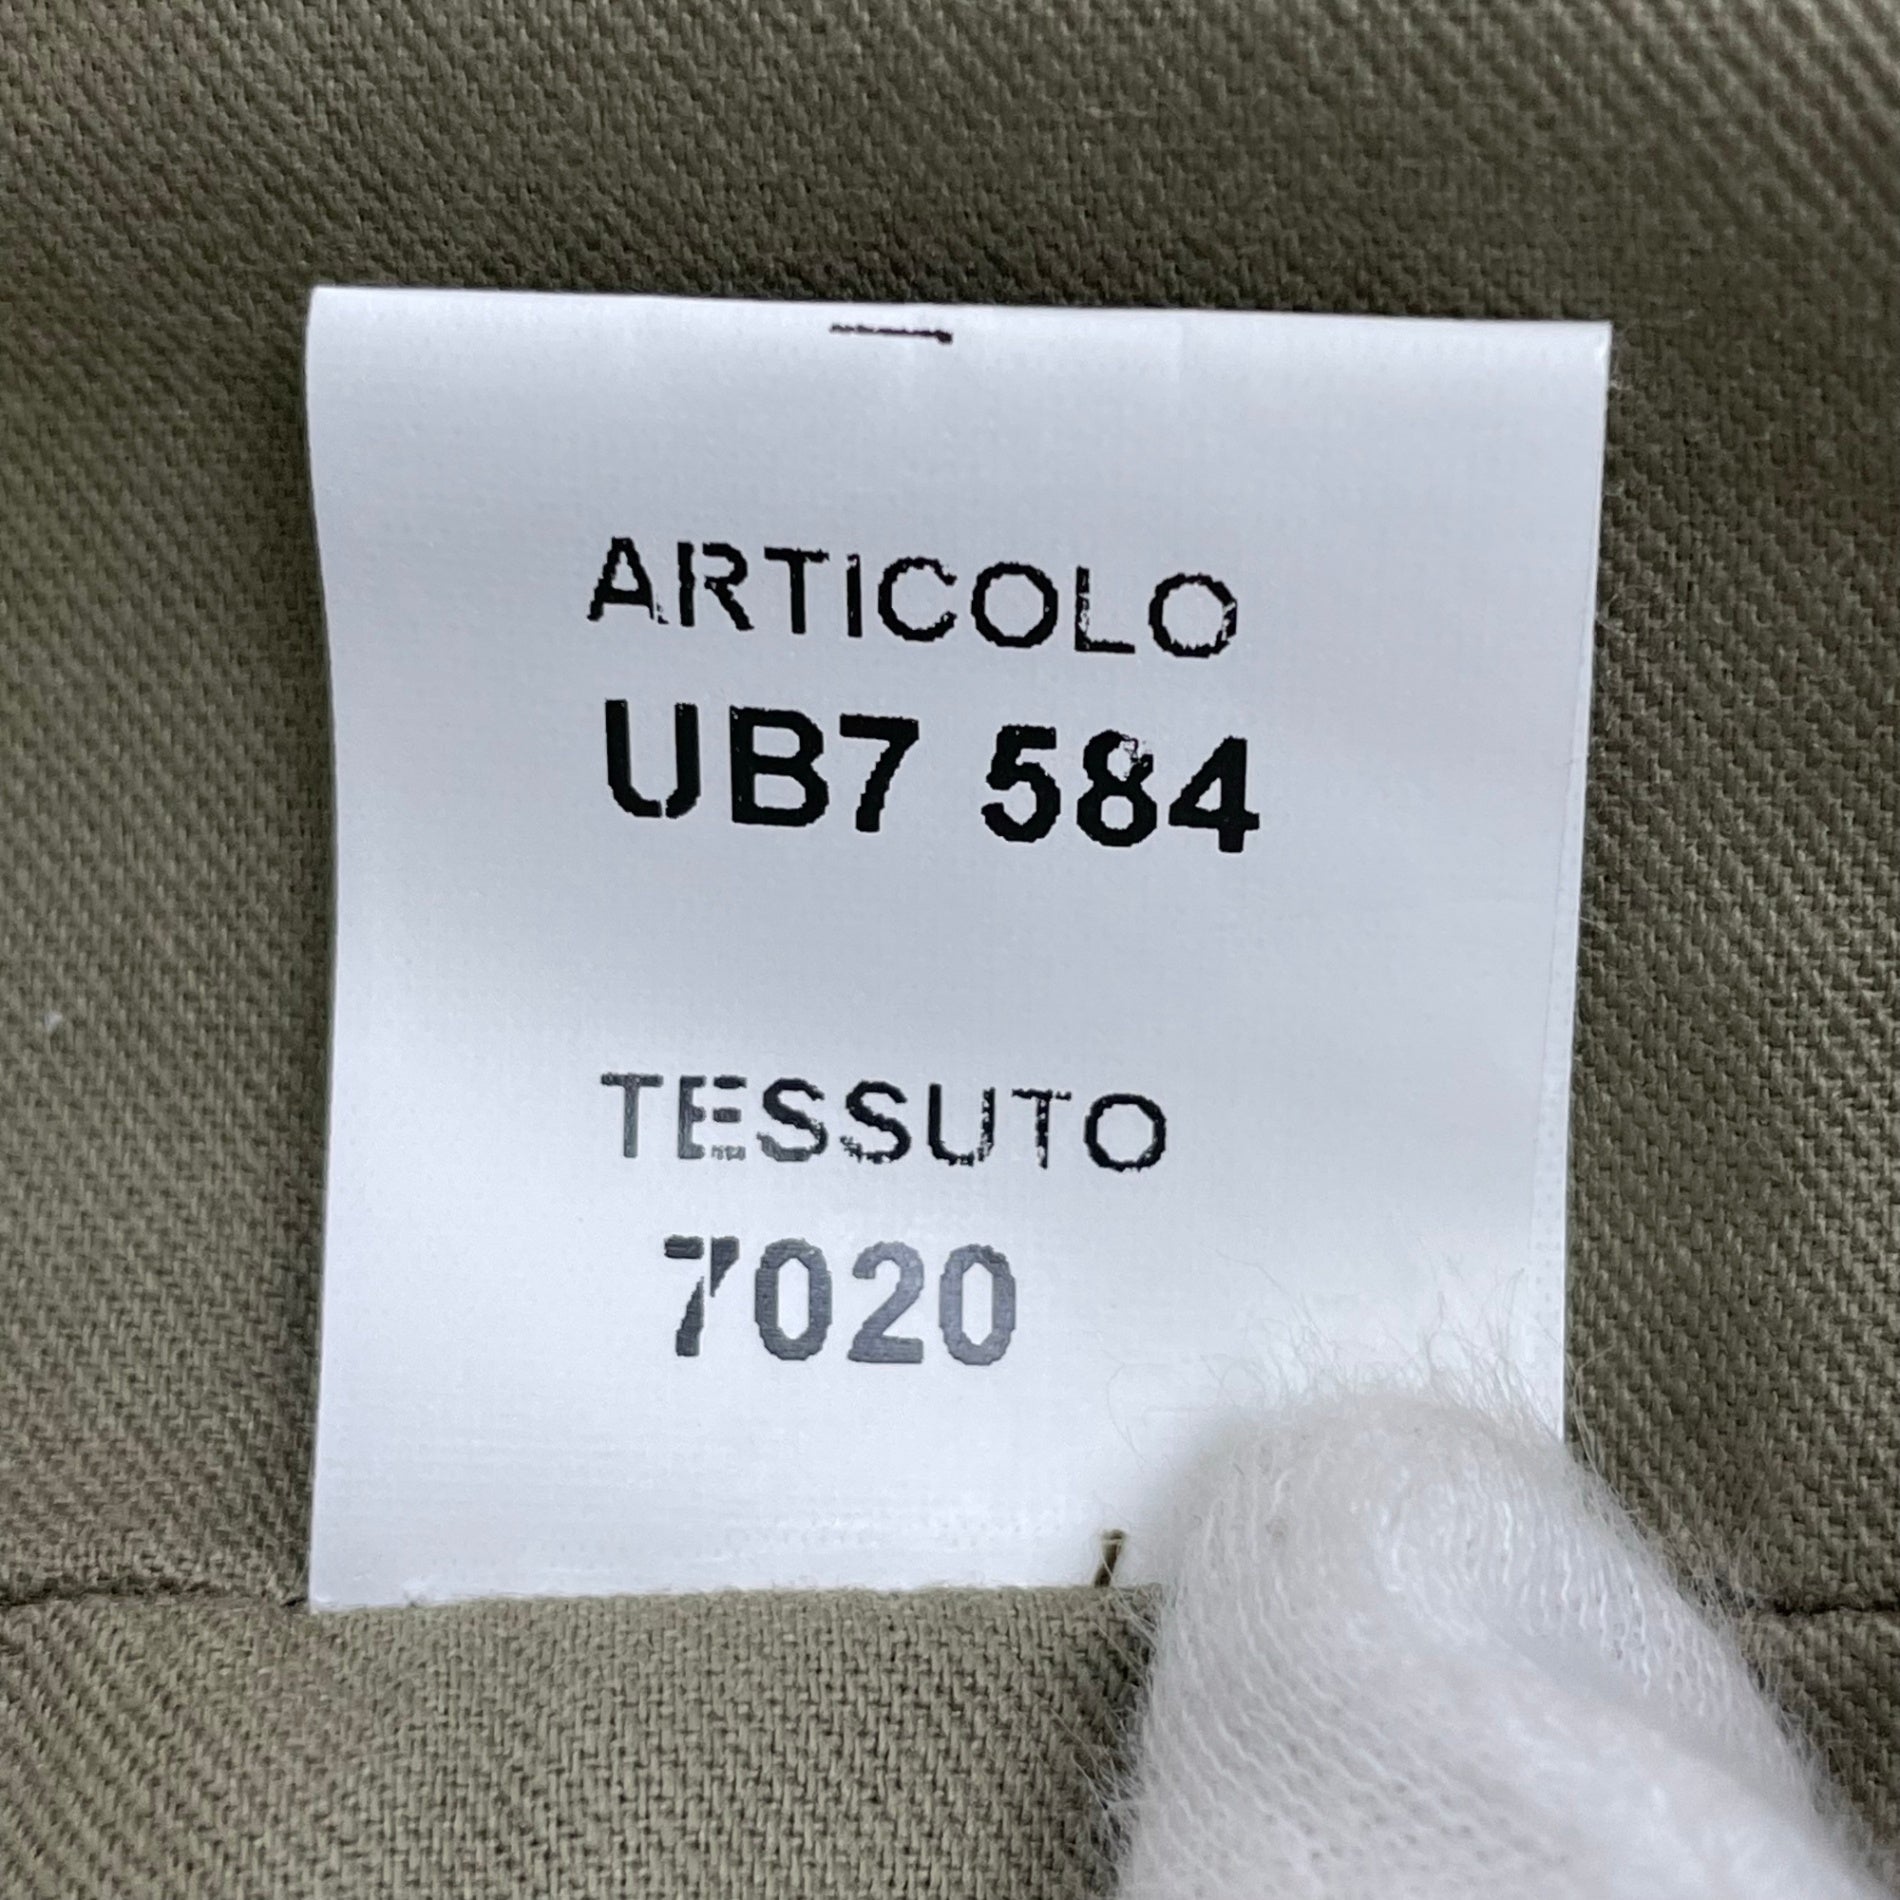 ARTICOLO
UB7 584
TESSUTO
7020